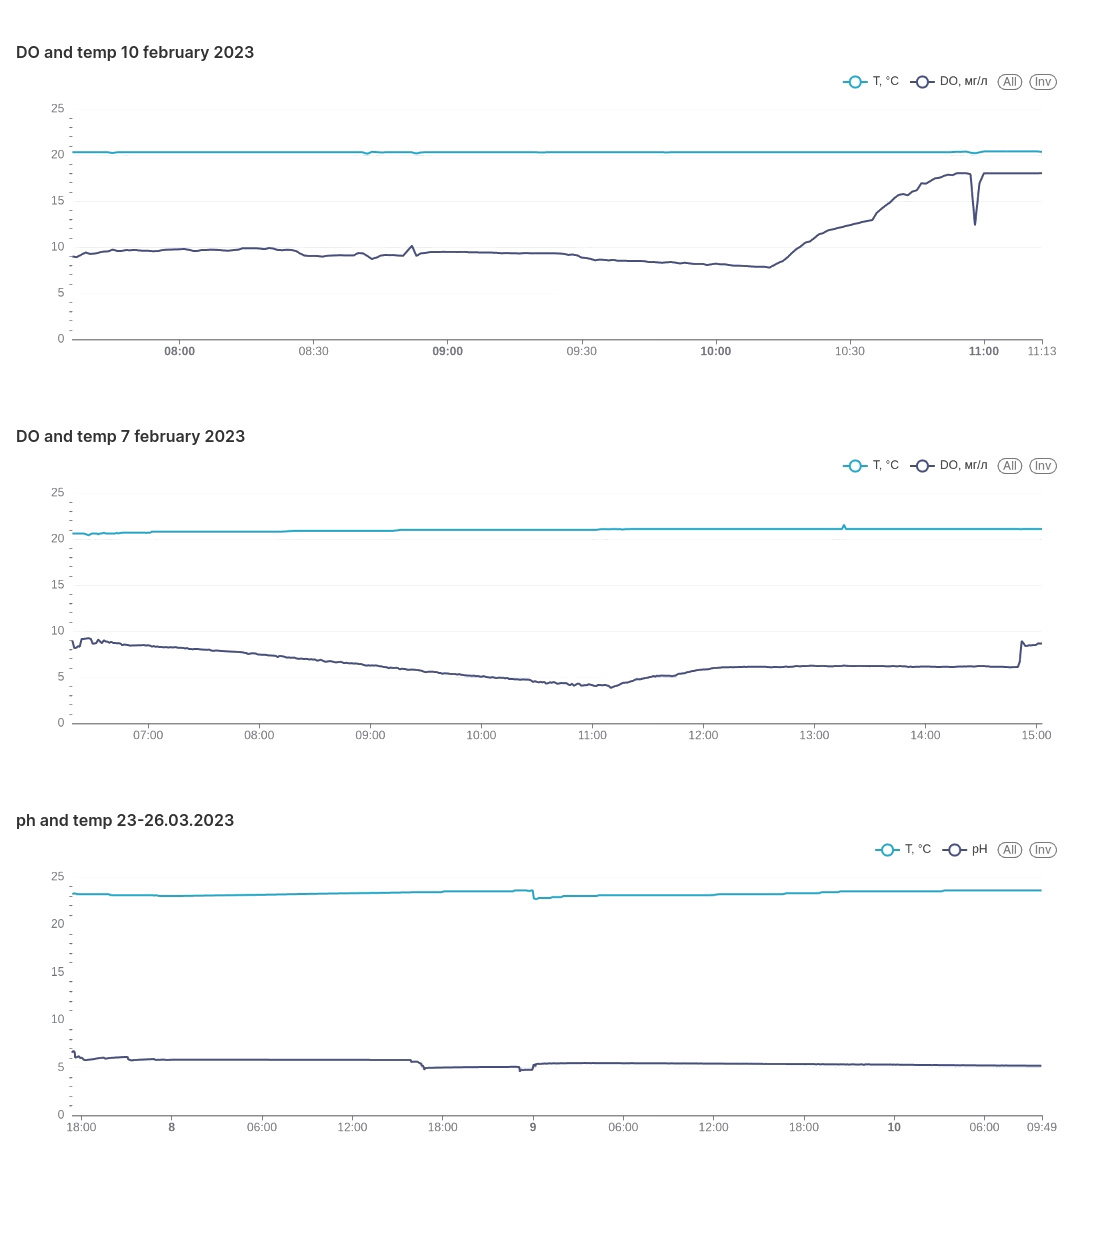 DO and temp 10 february 2023
T, °C DO, мг/л All Inv
25
20
15
10
5
0
08:00 08:30 09:00 09:30 10:00 10:30 11:00 11:13
DO and temp 7 february 2023
T, °C DO, мг/л All Inv
25
20
15
10
5
0
07:00 08:00 09:00 10:00 11:00 12:00 13:00 14:00 15:00
ph and temp 23-26.03.2023
T, °C pH All Inv
25
20
15
10
5
0
18:00 8 06:00 12:00 18:00 9 06:00 12:00 18:00 10 06:00 09:49